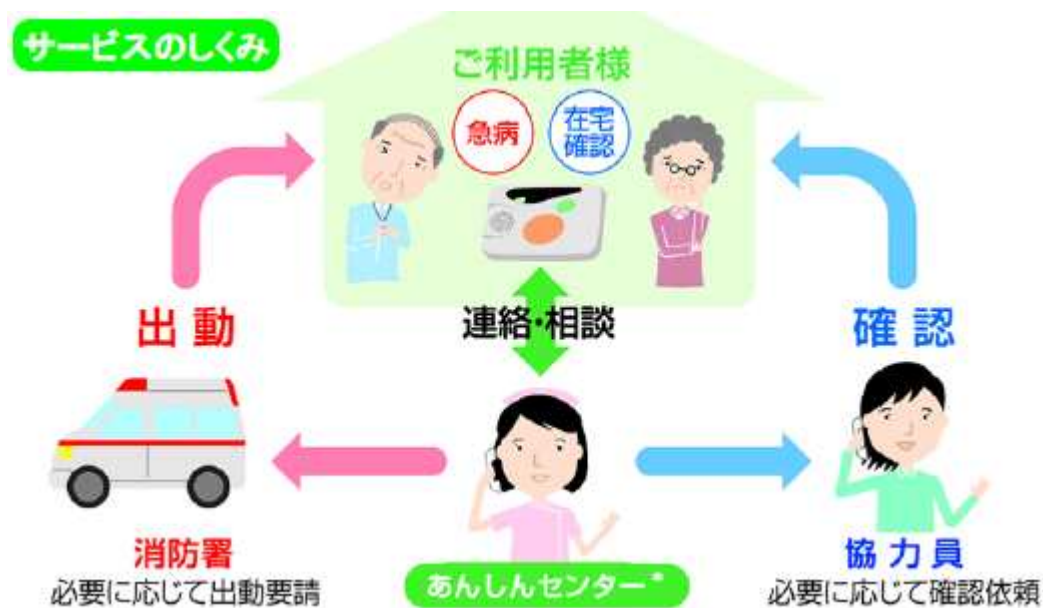 サービスのしくみ
ご利用者様
急病
在宅
確認
連絡・相談
出動
確認
消防署
必要に応じて出動要請
あんしんセンター*
協力員
必要に応じて確認依頼